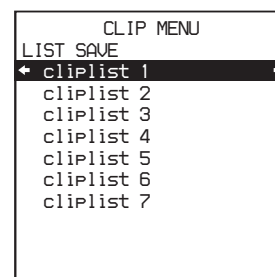 CLIP MENU
LIST SAVE
cliplist 1
cliplist 2
cliplist 3
cliplist 4
cliplist 5
cliplist 6
cliplist 7